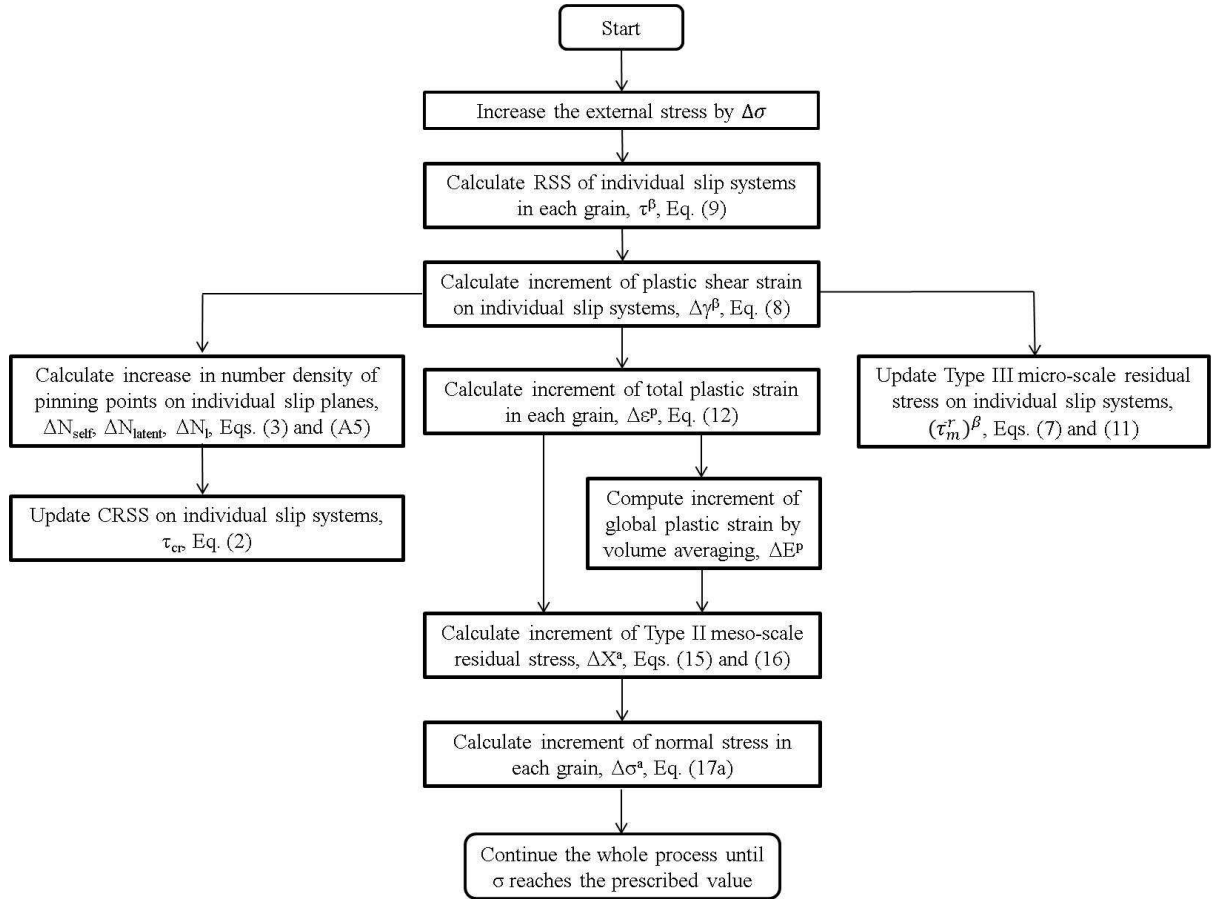 Start
Increase the external stress by Δσ
Calculate RSS of individual slip systems
in each grain, τ^β, Eq. (9)
Calculate increment of plastic shear strain
on individual slip systems, Δγ^β, Eq. (8)
Calculate increase in number density of
pinning points on individual slip planes,
ΔN_self, ΔN_latent, ΔN_l, Eqs. (3) and (A5)
Update CRSS on individual slip systems,
τ_cr, Eq. (2)
Calculate increment of total plastic strain
in each grain, Δε^p, Eq. (12)
Compute increment of
global plastic strain by
volume averaging, ΔE^p
Update Type III micro-scale residual
stress on individual slip systems,
(τ_m^r)^β, Eqs. (7) and (11)
Calculate increment of Type II meso-scale
residual stress, ΔX^a, Eqs. (15) and (16)
Calculate increment of normal stress in
each grain, Δσ^a, Eq. (17a)
Continue the whole process until
σ reaches the prescribed value